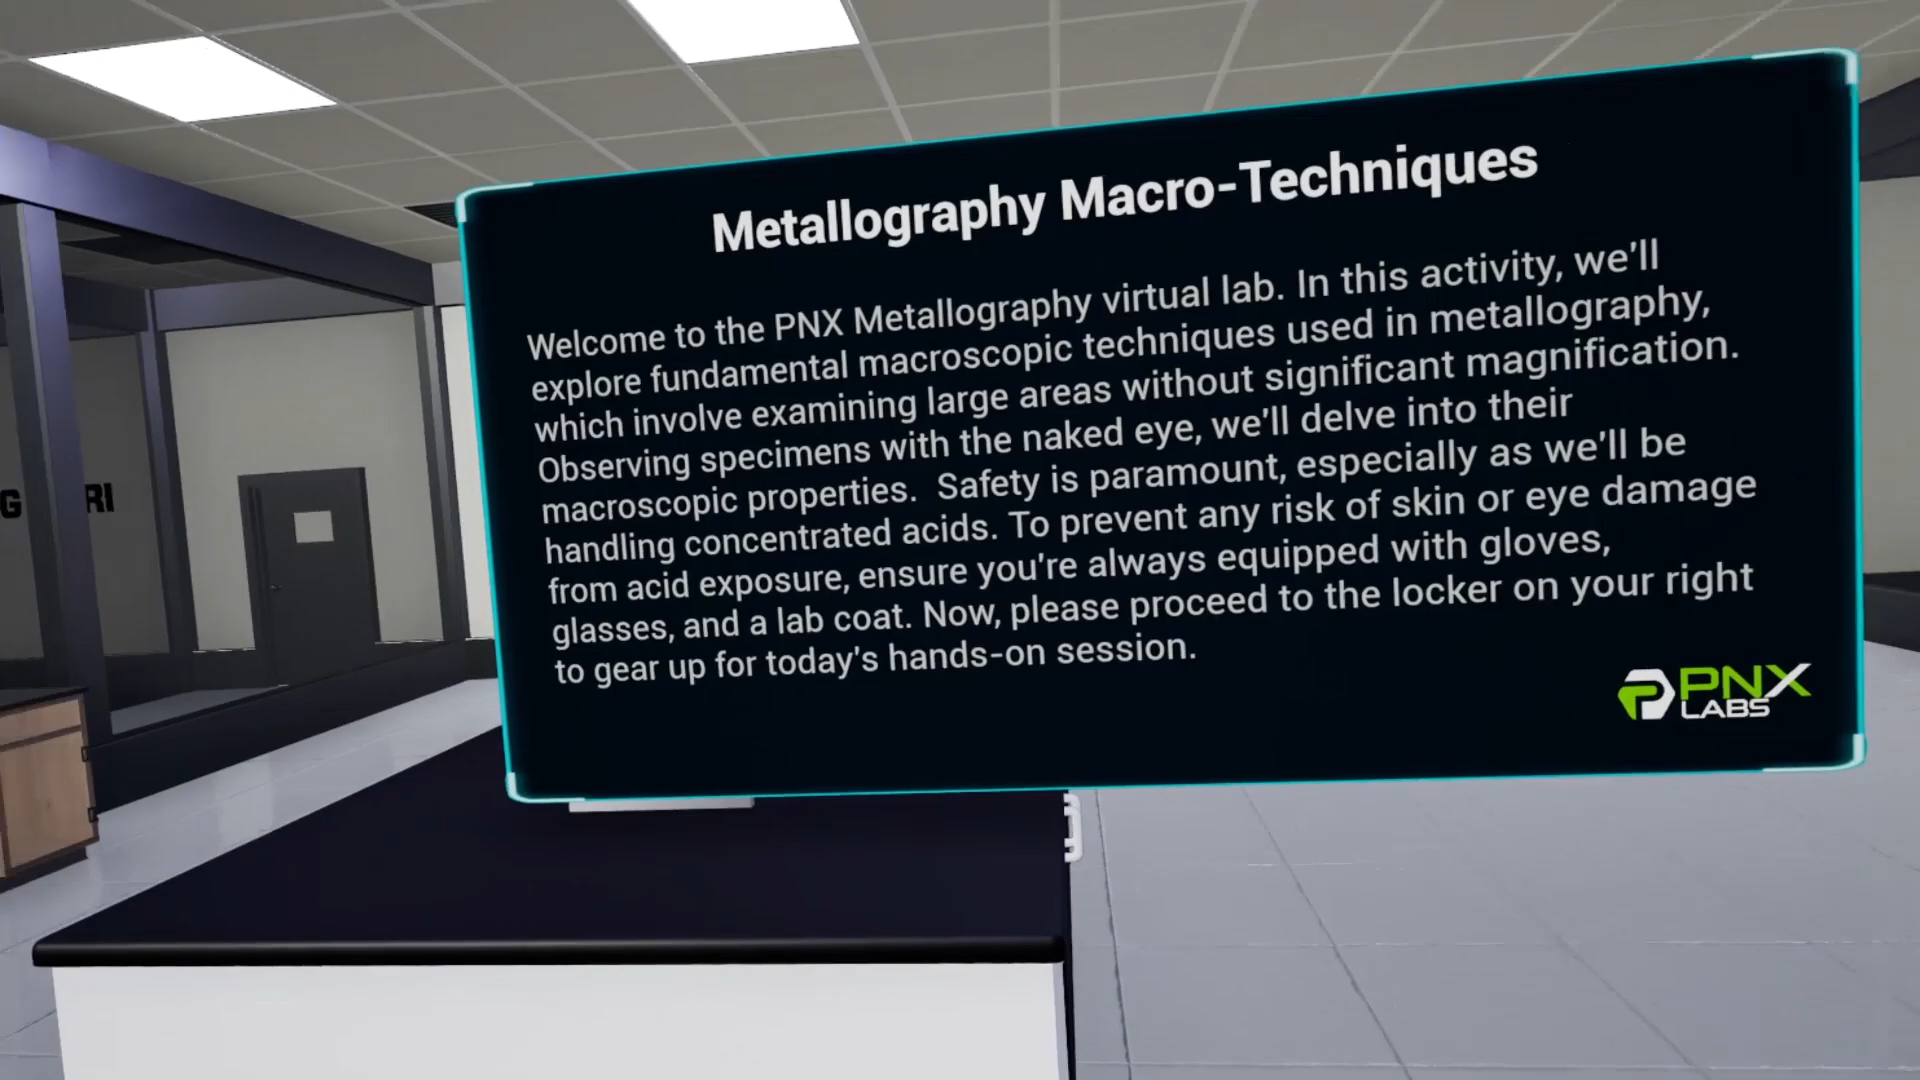 Metallography Macro-Techniques
Welcome to the PNX Metallography virtual lab. In this activity, we'll
explore fundamental macroscopic techniques used in metallography,
which involve examining large areas without significant magnification.
Observing specimens with the naked eye, we'll delve into their
macroscopic properties.  Safety is paramount, especially as we'll be
handling concentrated acids. To prevent any risk of skin or eye damage
from acid exposure, ensure you're always equipped with gloves,
glasses, and a lab coat. Now, please proceed to the locker on your right
to gear up for today's hands-on session.
PNX
LABS